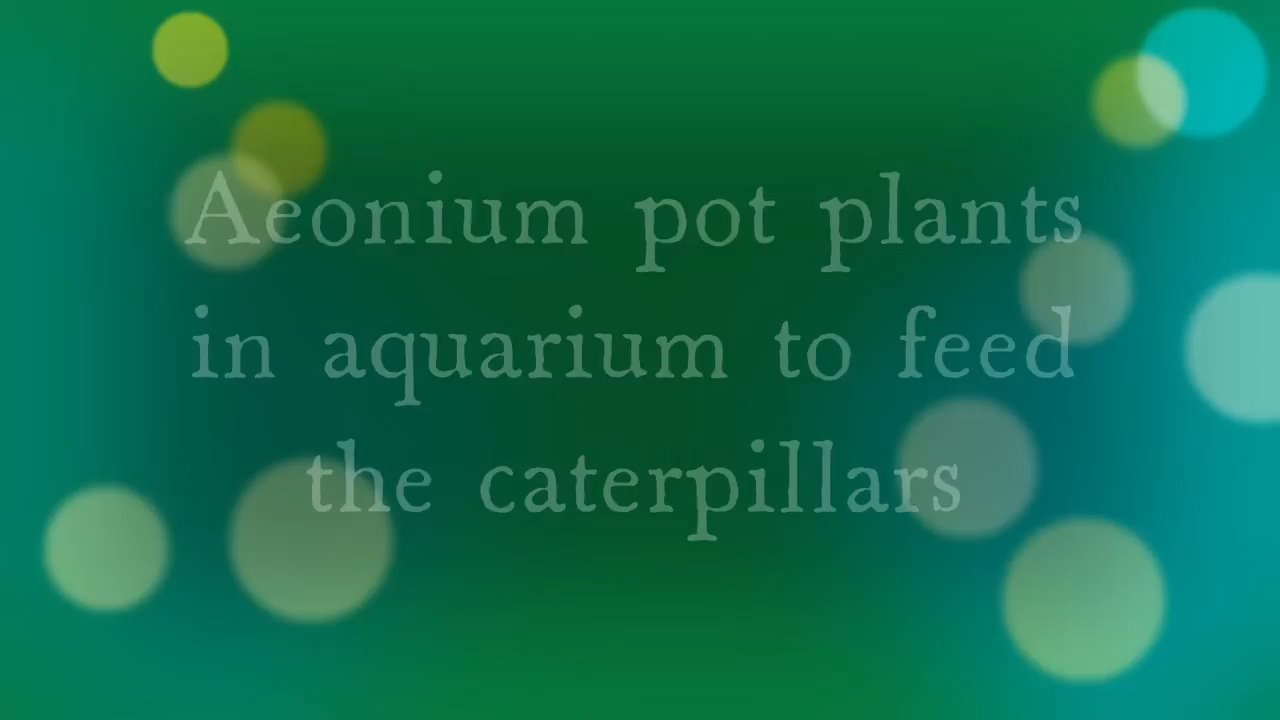 Aeonium pot plants
in aquarium to feed
the caterpillars